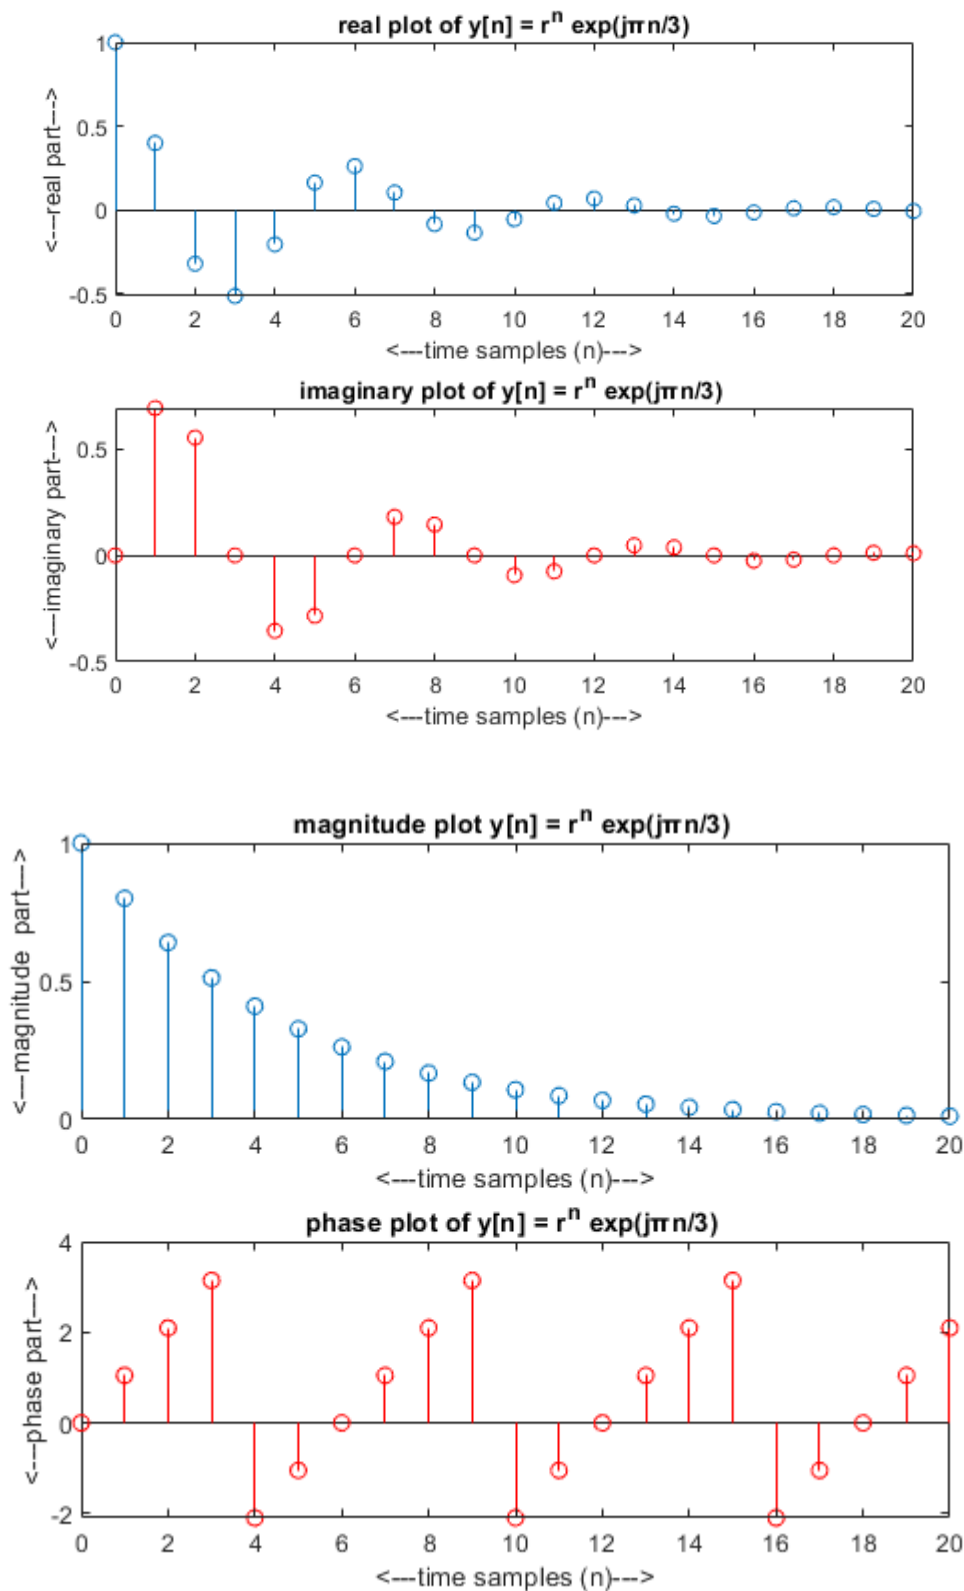 real plot of y[n] = rⁿ exp(jπn/3)
<---real part--->
1
0.5
0
-0.5
0 2 4 6 8 10 12 14 16 18 20
<---time samples (n)--->
imaginary plot of y[n] = rⁿ exp(jπn/3)
<---imaginary part--->
0.5
0
-0.5
0 2 4 6 8 10 12 14 16 18 20
<---time samples (n)--->
magnitude plot y[n] = rⁿ exp(jπn/3)
<---magnitude part--->
1
0.5
0
0 2 4 6 8 10 12 14 16 18 20
<---time samples (n)--->
phase plot of y[n] = rⁿ exp(jπn/3)
<---phase part--->
4
2
0
-2
0 2 4 6 8 10 12 14 16 18 20
<---time samples (n)--->